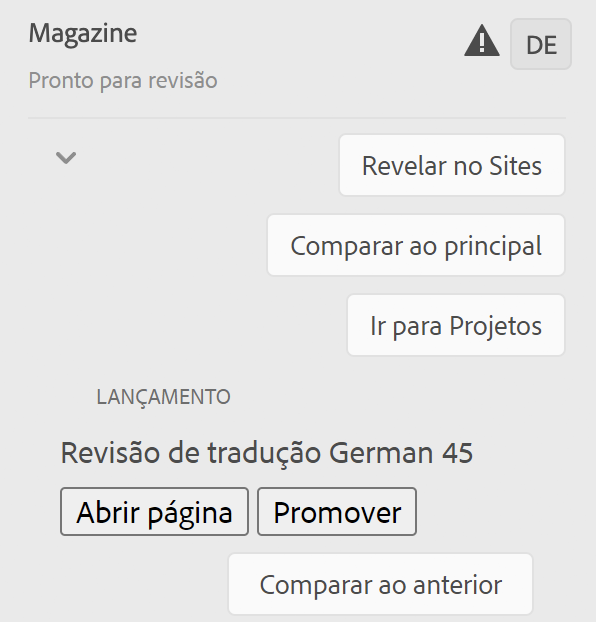 Magazine
DE
Pronto para revisão
Revelar no Sites
Comparar ao principal
Ir para Projetos
LANÇAMENTO
Revisão de tradução German 45
Abrir página Promover
Comparar ao anterior